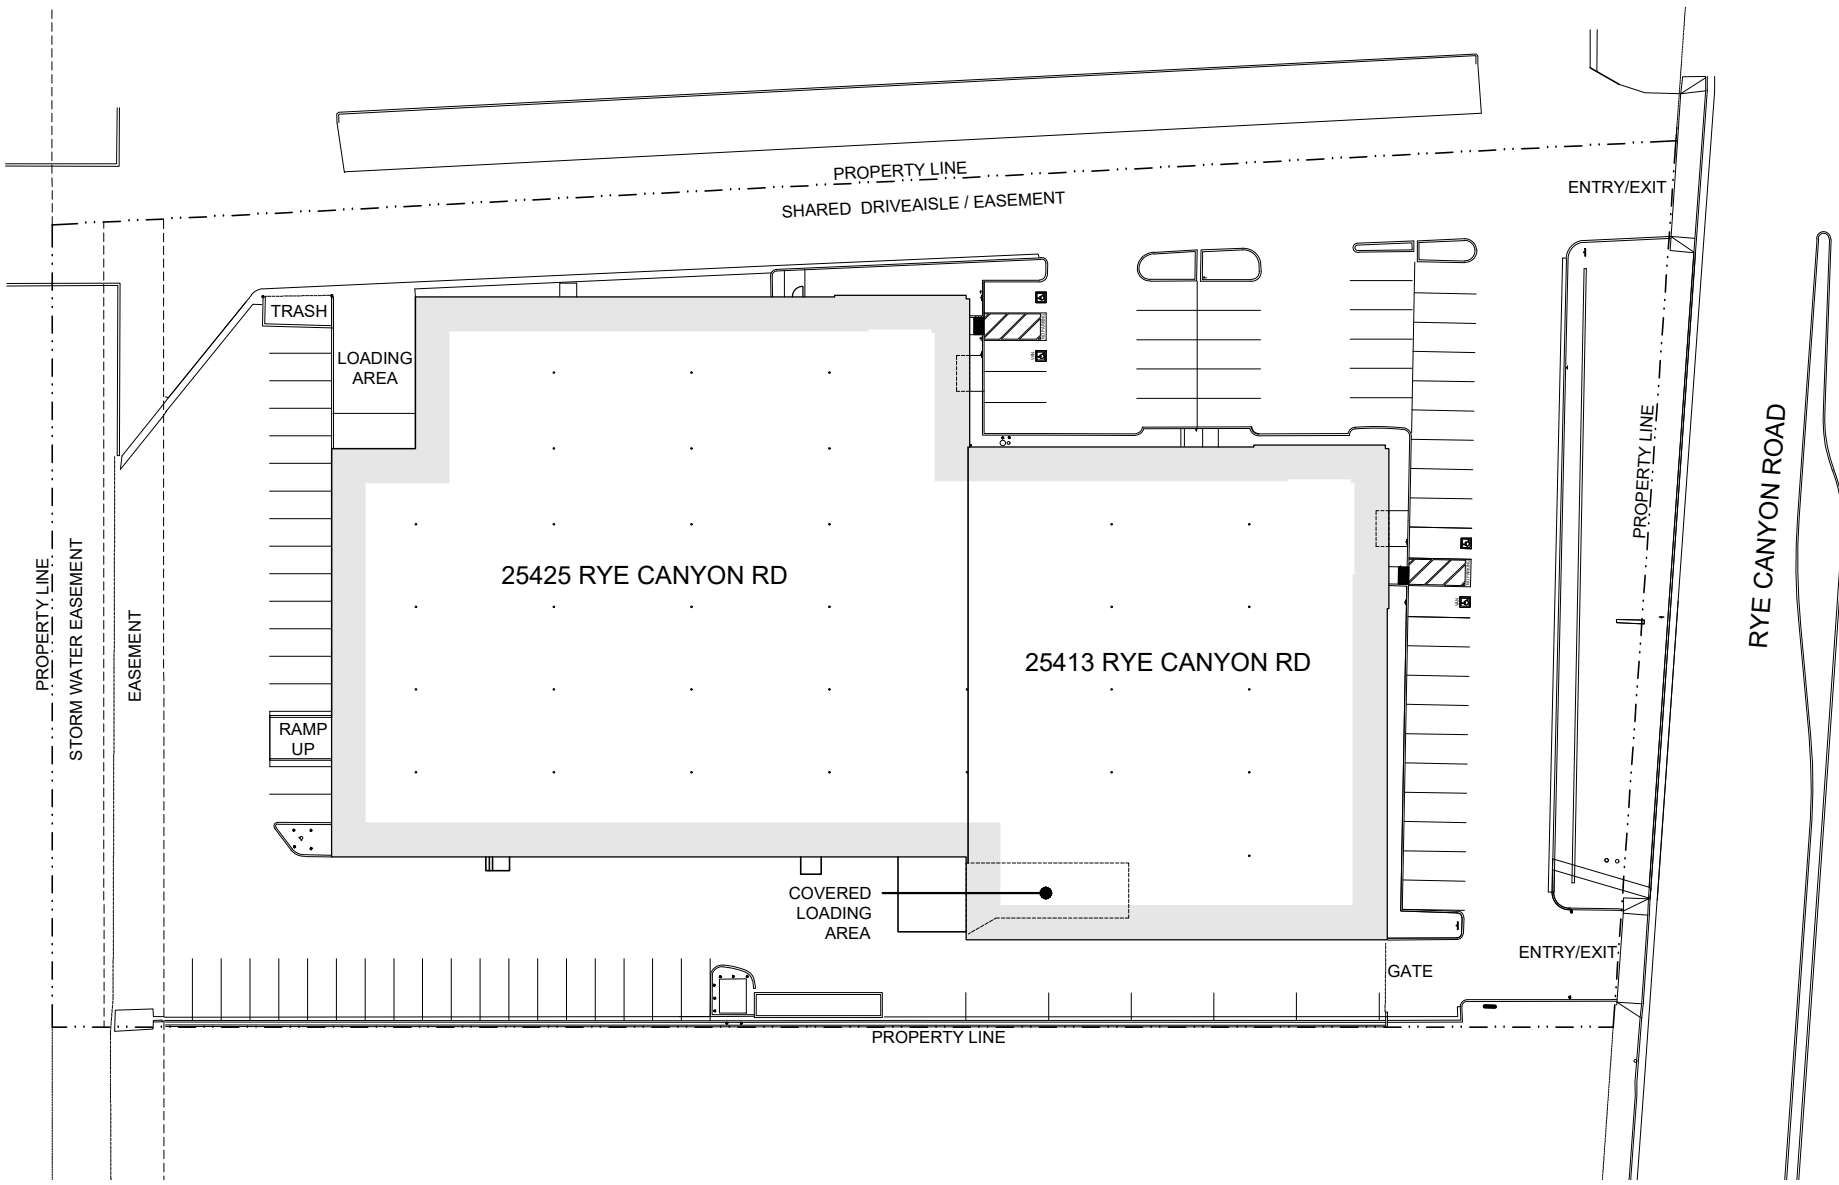 PROPERTY LINE
ENTRY/EXIT
SHARED DRIVEAISLE / EASEMENT
TRASH
LOADING
AREA
PROPERTY LINE
RYE CANYON ROAD
25425 RYE CANYON RD
25413 RYE CANYON RD
PROPERTY LINE
STORM WATER EASEMENT
EASEMENT
RAMP
UP
COVERED
LOADING
AREA
ENTRY/EXIT
GATE
PROPERTY LINE